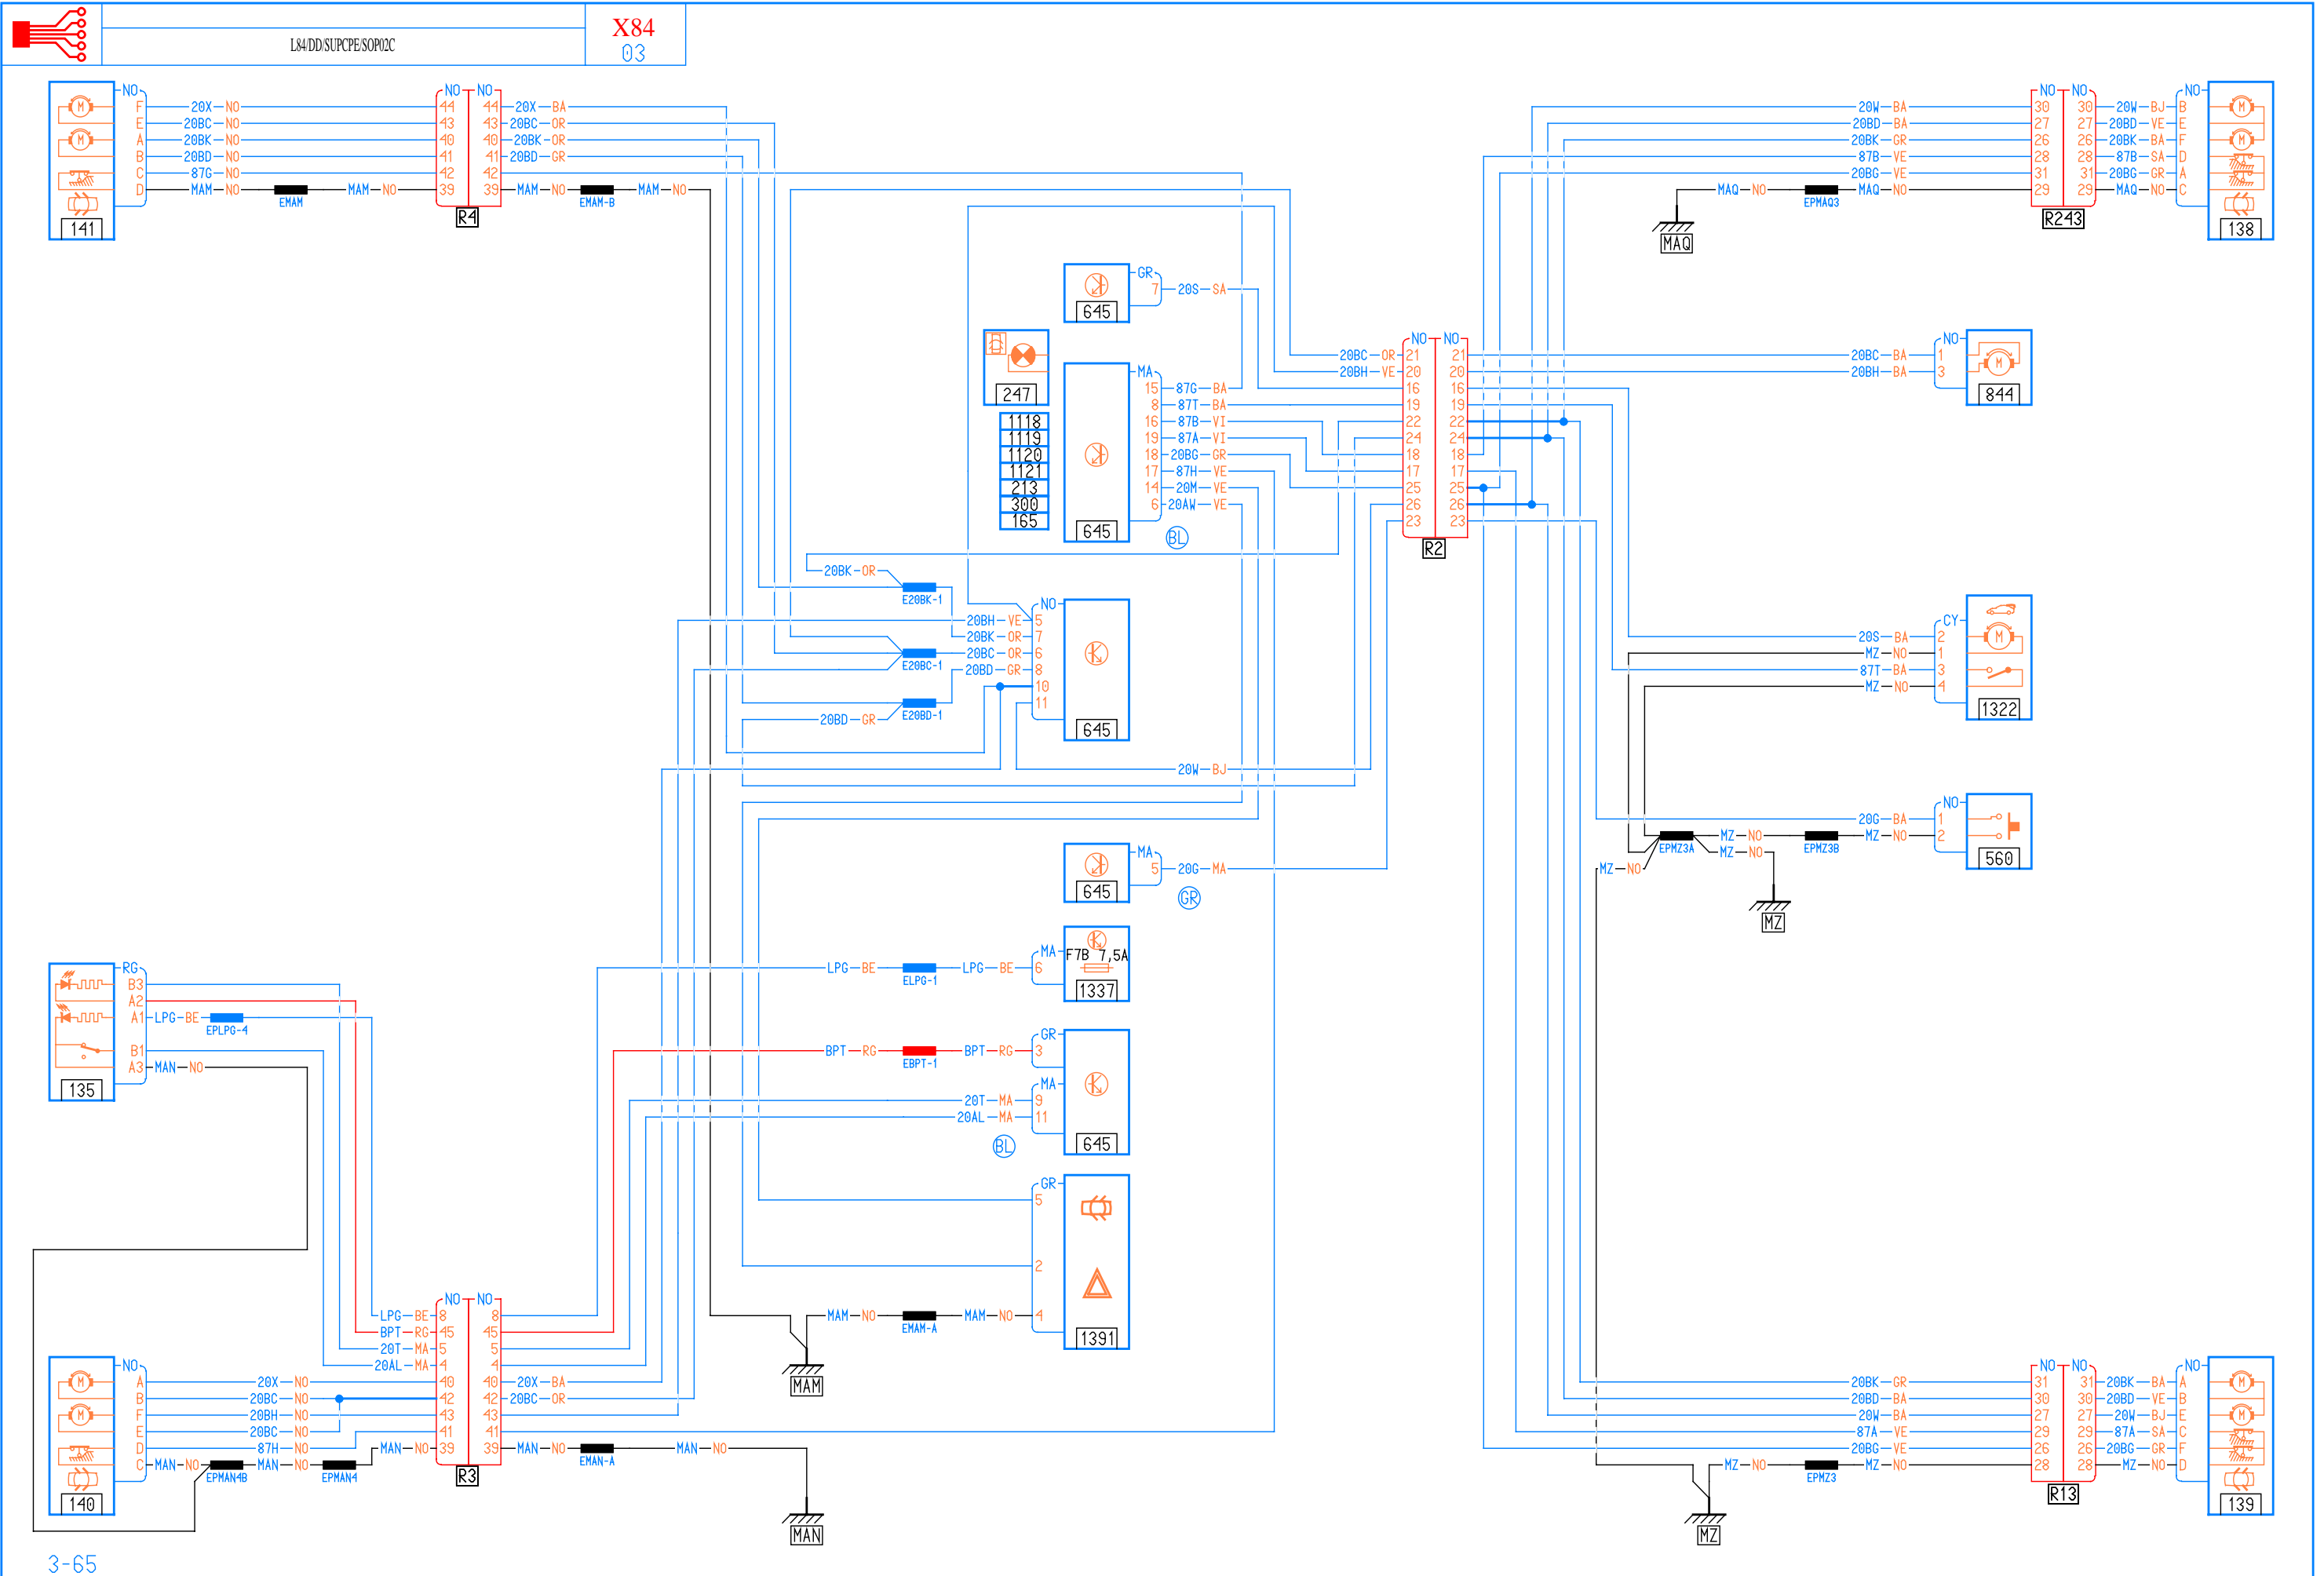 L84/DD/SUPCPE/SOP02C
X84
03
NO
F 20X NO 44
E 20BC NO 43
A 20BK NO 40
B 20BD NO 41
C 87G NO 42
D MAM NO EMAM MAM NO 39
141
NO NO
44 20X BA
43 20BC OR
40 20BK OR
41 20BD GR
42
39 MAM NO EMAM-B MAM NO
R4
NO NO
20W BA 30 30 20W BJ B
20BD BA 27 27 20BD VE E
20BK GR 26 26 20BK BA F
87B VE 28 28 87B SA D
20BG VE 31 31 20BG GR A
MAQ NO EPMAQ3 MAQ NO 29 29 MAQ NO C
NO
MAQ
R243
138
GR
7 20S SA
645
247
1118
1119
1120
1121
213
300
165
MA
15 87G BA
8 87T BA
16 87B VI
19 87A VI
18 20BG GR
17 87H VE
14 20M VE
6 20AW VE
645
BL
NO NO
20BC OR 21 21
20BH VE 20 20
16 16
19 19
22 22
24 24
18 18
17 17
25 25
26 26
23 23
R2
NO
20BC BA 1
20BH BA 3
844
20BK OR
E20BK-1
E20BC-1
20BD GR
E20BD-1
NO
20BH VE 5
20BK OR 7
20BC OR 6
20BD GR 8
10
11
645
20W BJ
CY
20S BA 2
MZ NO 1
87T BA 3
MZ NO 4
1322
NO
20G BA 1
MZ NO 2
560
EPMZ3A MZ NO EPMZ3B
MZ NO
MZ NO
MZ
MA
5 20G MA
645
GR
LPG BE ELPG-1 LPG BE
MA
6
F7B 7,5A
1337
BPT RG EBPT-1 BPT RG
GR
3
MA
20T MA 9
20AL MA 11
BL
645
GR
5
2
4
1391
MAM NO EMAM-A MAM NO
MAM
RG
B3
A2
A1 LPG BE
EPLPG-4
B1
A3 MAN NO
135
NO NO
LPG BE 8 8
BPT RG 45 45
20T MA 5 5
20AL MA 4 4
NO
A 20X NO 40 40 20X BA
B 20BC NO 42 42 20BC OR
F 20BH NO 43 43
E 20BC NO
D 87H NO 41 41
C MAN NO EPMAN4B MAN NO EPMAN4 MAN NO 39 39 MAN NO EMAN-A MAN NO
140
R3
MAN
NO NO
20BK GR 31 31 20BK BA A
20BD BA 30 30 20BD VE B
20W BA 27 27 20W BJ E
87A VE 29 29 87A SA C
20BG VE 26 26 20BG GR F
MZ NO EPMZ3 MZ NO 28 28 MZ NO D
NO
MZ
R13
139
3-65